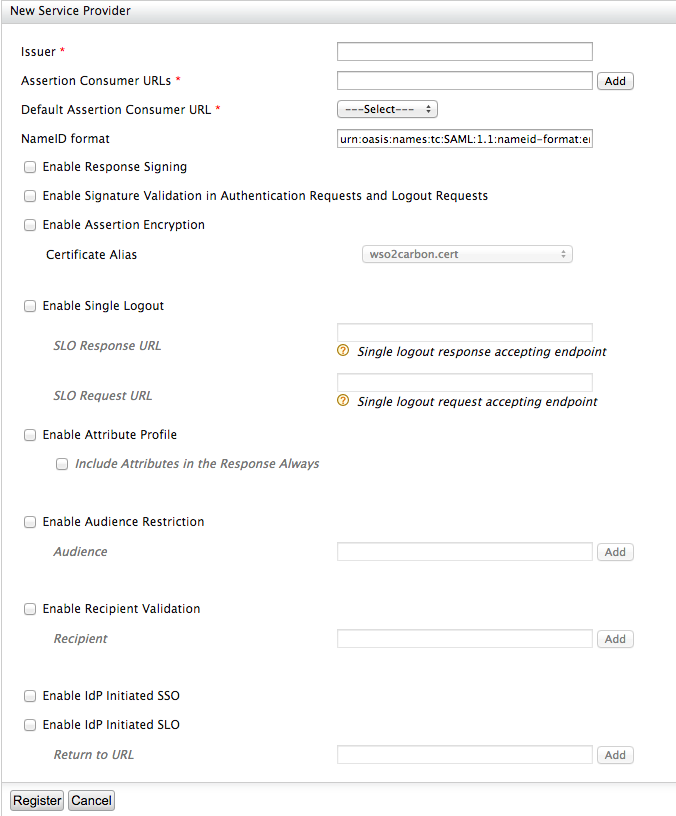 New Service Provider
Issuer *
Assertion Consumer URLs * Add
Default Assertion Consumer URL * ---Select---
NameID format urn:oasis:names:tc:SAML:1.1:nameid-format:e
Enable Response Signing
Enable Signature Validation in Authentication Requests and Logout Requests
Enable Assertion Encryption
Certificate Alias wso2carbon.cert
Enable Single Logout
SLO Response URL
? Single logout response accepting endpoint
SLO Request URL
? Single logout request accepting endpoint
Enable Attribute Profile
Include Attributes in the Response Always
Enable Audience Restriction
Audience Add
Enable Recipient Validation
Recipient Add
Enable IdP Initiated SSO
Enable IdP Initiated SLO
Return to URL Add
Register Cancel